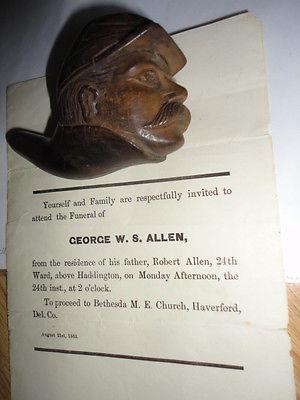 Yourself and Family are respectfully invited to
attend the Funeral of
GEORGE W. S. ALLEN,
from the residence of his father, Robert Allen, 24th
Ward, above Haddington, on Monday Afternoon, the
24th inst., at 2 o'clock.
To proceed to Bethesda M. E. Church, Haverford,
Del. Co.
August 21st,